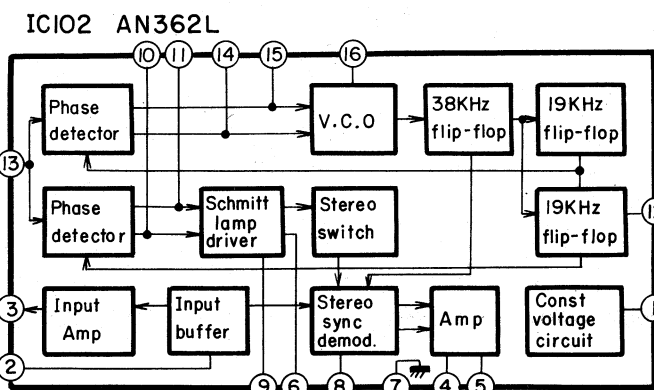 IC102 AN362L
10 11 14 15 16
Phase
detector
V.C.O
38KHz
flip-flop
19KHz
flip-flop
13
Phase
detector
Schmitt
lamp
driver
Stereo
switch
19KHz
flip-flop
3
Input
Amp
Input
buffer
Stereo
sync
demod.
Amp
Const
voltage
circuit
2
9 6 8 7 4 5